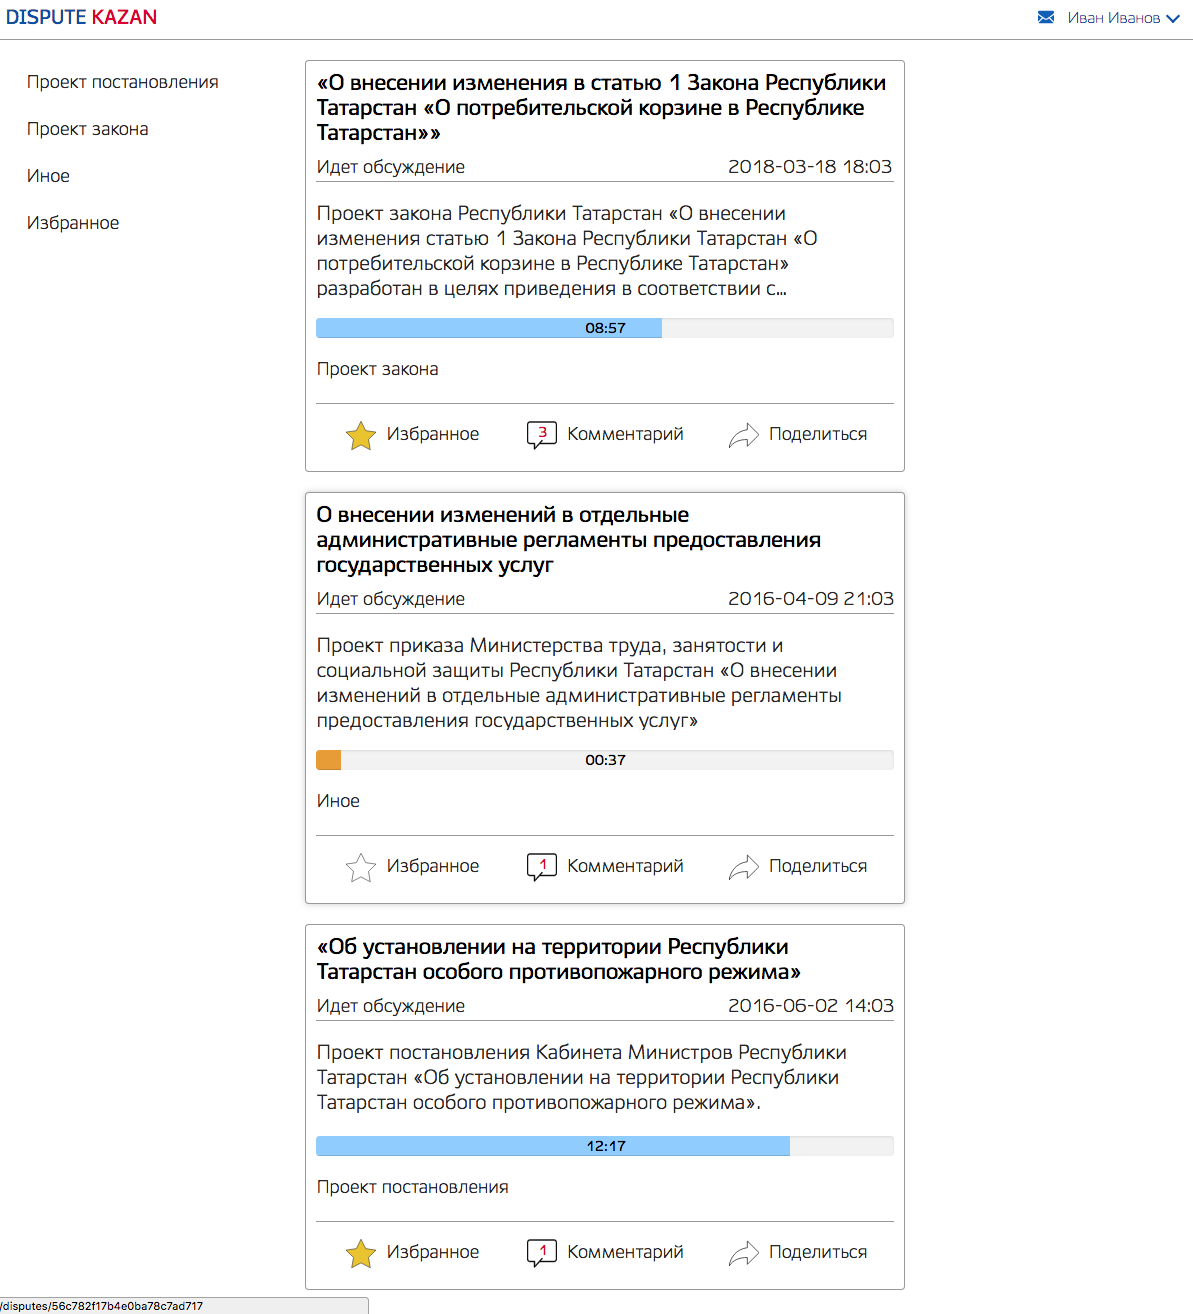 DISPUTE KAZAN
Иван Иванов
Проект постановления
Проект закона
Иное
Избранное
«О внесении изменения в статью 1 Закона Республики
Татарстан «О потребительской корзине в Республике
Татарстан»»
Идет обсуждение 2018-03-18 18:03
Проект закона Республики Татарстан «О внесении
изменения статью 1 Закона Республики Татарстан «О
потребительской корзине в Республике Татарстан»
разработан в целях приведения в соответствии с...
08:57
Проект закона
Избранное 3 Комментарий Поделиться
О внесении изменений в отдельные
административные регламенты предоставления
государственных услуг
Идет обсуждение 2016-04-09 21:03
Проект приказа Министерства труда, занятости и
социальной защиты Республики Татарстан «О внесении
изменений в отдельные административные регламенты
предоставления государственных услуг»
00:37
Иное
Избранное 1 Комментарий Поделиться
«Об установлении на территории Республики
Татарстан особого противопожарного режима»
Идет обсуждение 2016-06-02 14:03
Проект постановления Кабинета Министров Республики
Татарстан «Об установлении на территории Республики
Татарстан особого противопожарного режима».
12:17
Проект постановления
Избранное 1 Комментарий Поделиться
/disputes/56c782f17b4e0ba78c7ad717